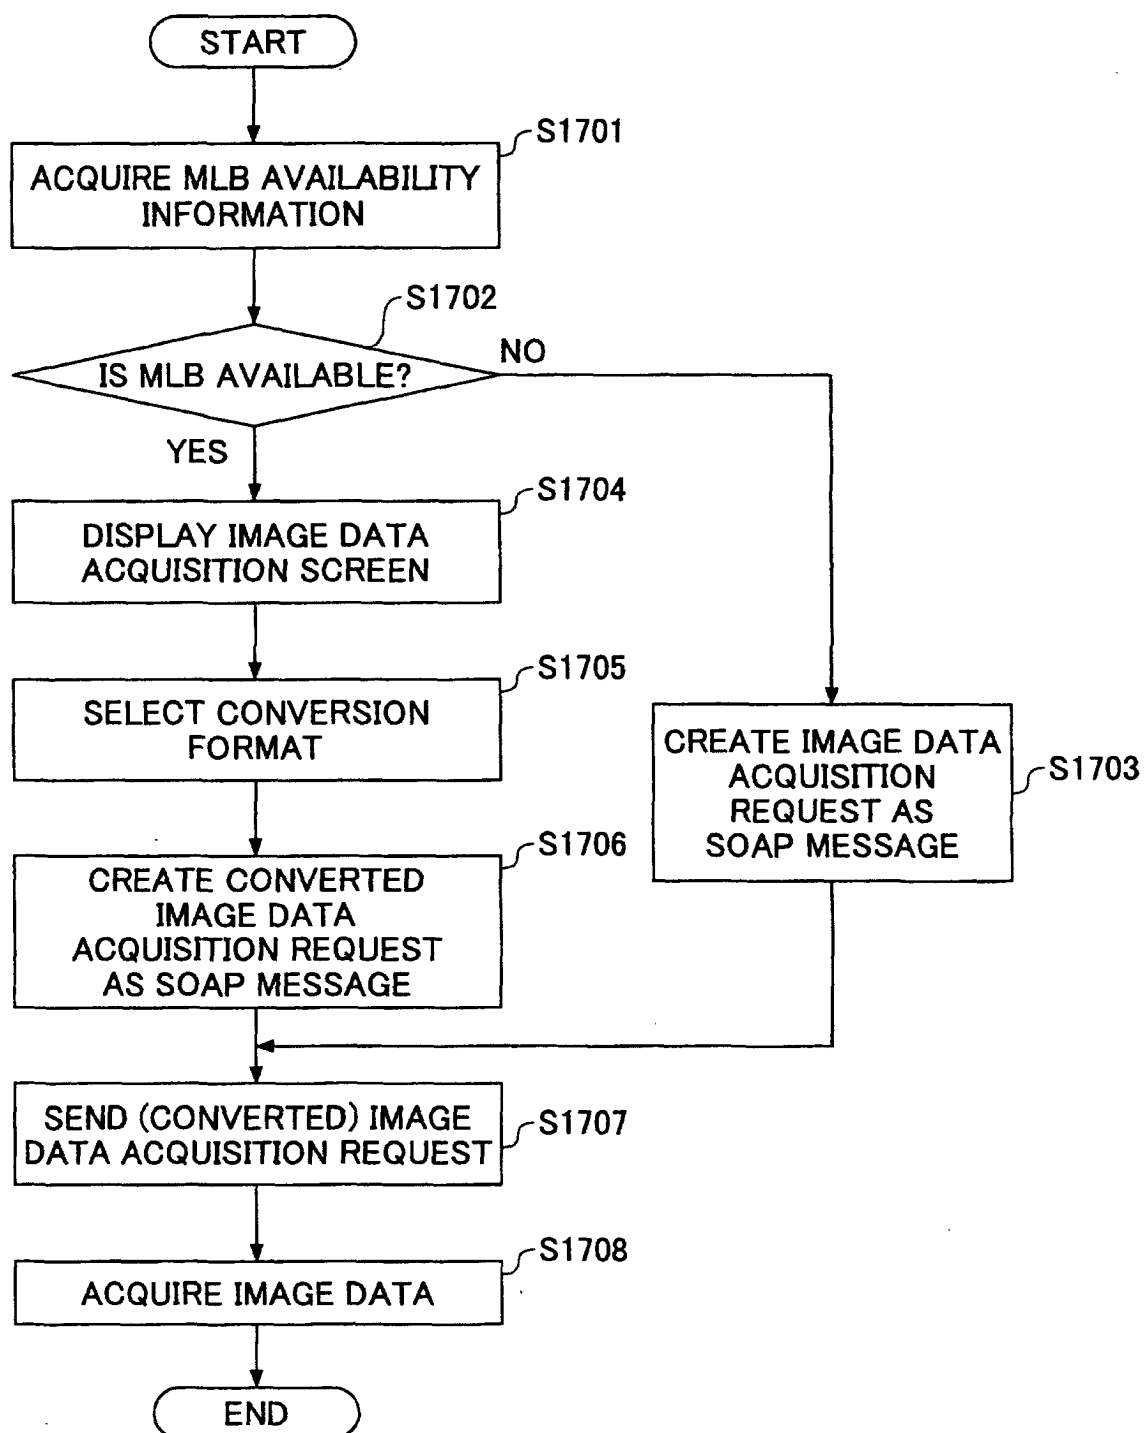 START
S1701
ACQUIRE MLB AVAILABILITY
INFORMATION
S1702
IS MLB AVAILABLE?
NO
YES
S1704
DISPLAY IMAGE DATA
ACQUISITION SCREEN
S1705
SELECT CONVERSION
FORMAT
CREATE IMAGE DATA
ACQUISITION
REQUEST AS
SOAP MESSAGE
S1703
S1706
CREATE CONVERTED
IMAGE DATA
ACQUISITION REQUEST
AS SOAP MESSAGE
SEND (CONVERTED) IMAGE
DATA ACQUISITION REQUEST
S1707
S1708
ACQUIRE IMAGE DATA
END